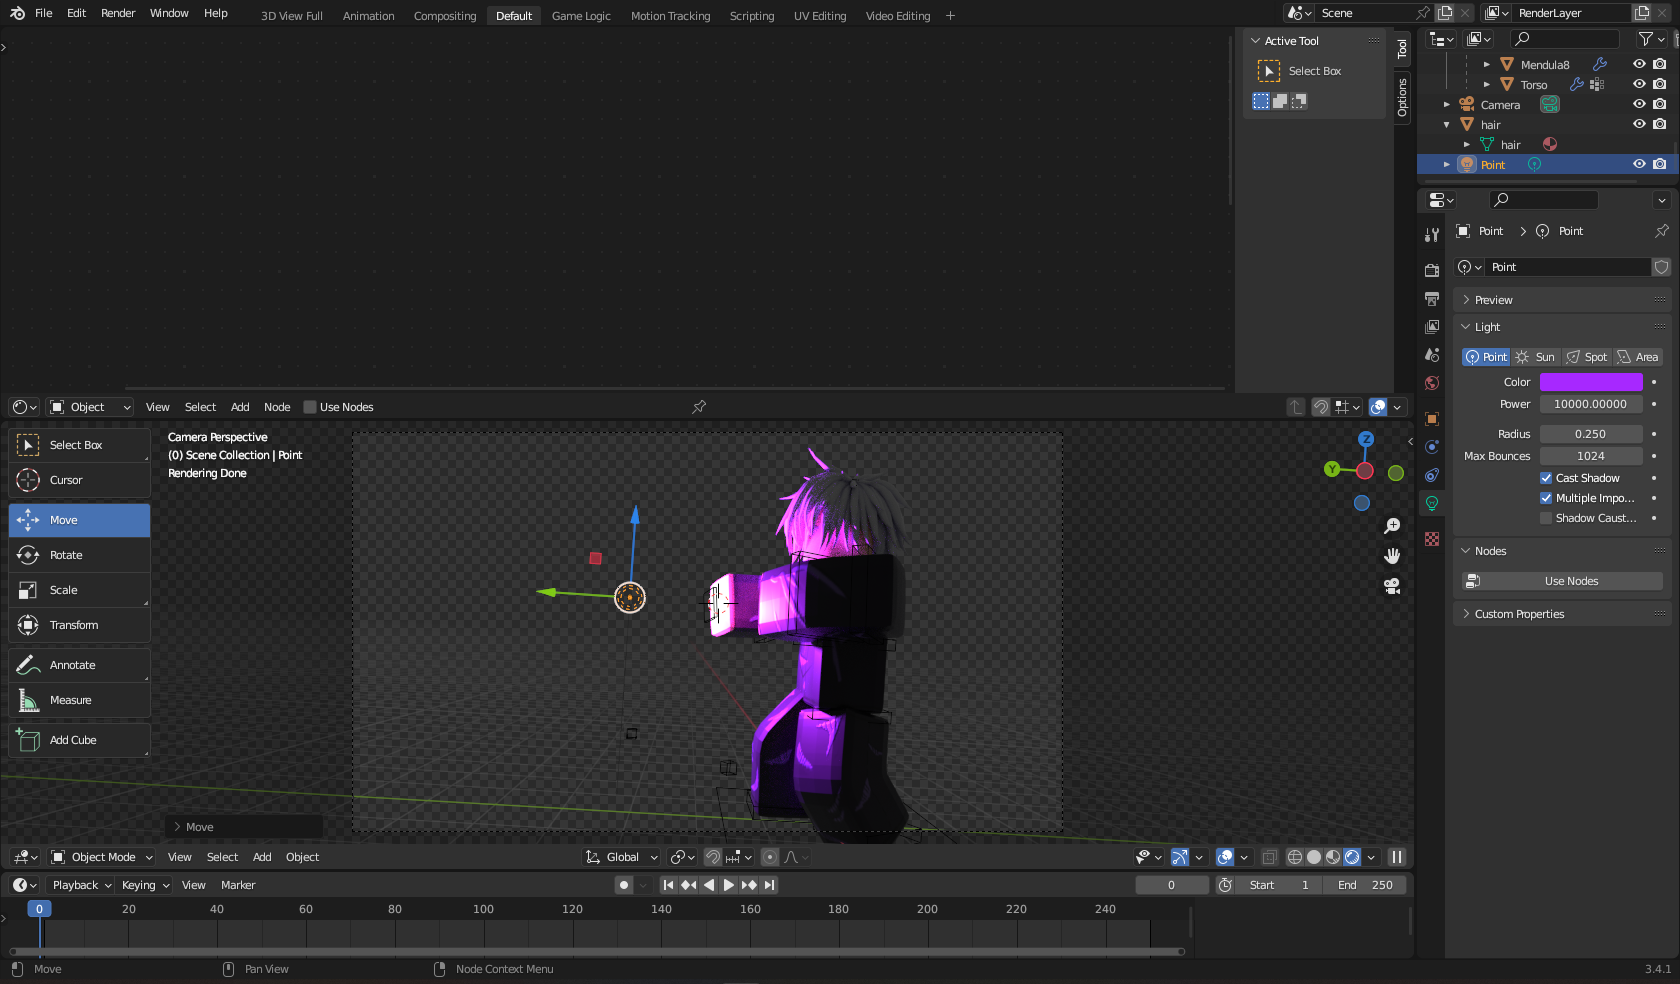 File Edit Render Window Help 3D View Full Animation Compositing Default Game Logic Motion Tracking Scripting UV Editing Video Editing + Scene RenderLayer
Active Tool
Select Box
Tool
Options
Mendula8
Torso
Camera
hair
hair
Point
Point > Point
Point
Preview
Light
Point Sun Spot Area
Color
Power 10000.00000
Radius 0.250
Max Bounces 1024
Cast Shadow
Multiple Impo...
Shadow Caust...
Nodes
Use Nodes
Custom Properties
Object View Select Add Node Use Nodes
Select Box
Cursor
Move
Rotate
Scale
Transform
Annotate
Measure
Add Cube
Camera Perspective
(0) Scene Collection | Point
Rendering Done
Z
Y
> Move
Object Mode View Select Add Object Global
Playback Keying View Marker 0 Start 1 End 250
0 20 40 60 80 100 120 140 160 180 200 220 240
Move Pan View Node Context Menu 3.4.1